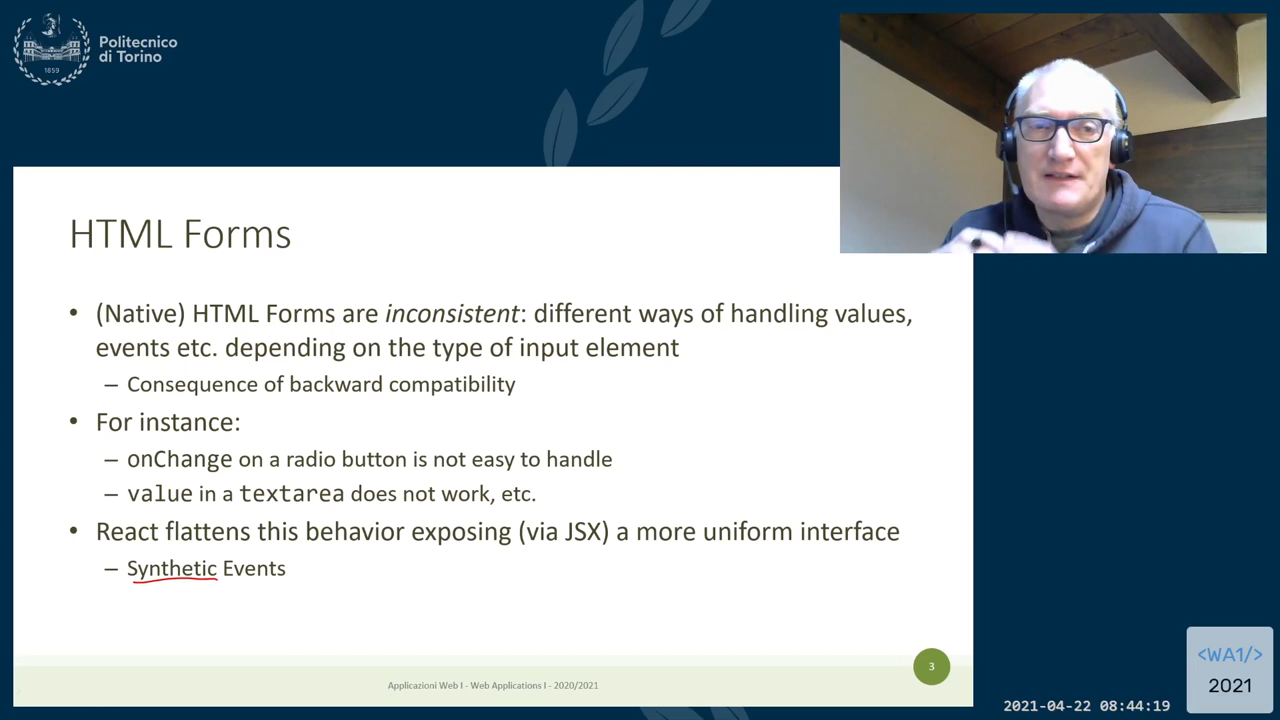 Politecnico
di Torino
1859
HTML Forms
• (Native) HTML Forms are inconsistent: different ways of handling values,
events etc. depending on the type of input element
– Consequence of backward compatibility
• For instance:
– onChange on a radio button is not easy to handle
– value in a textarea does not work, etc.
• React flattens this behavior exposing (via JSX) a more uniform interface
– Synthetic Events
Applicazioni Web I - Web Applications I - 2020/2021
3
<WA1/>
2021
2021-04-22 08:44:19